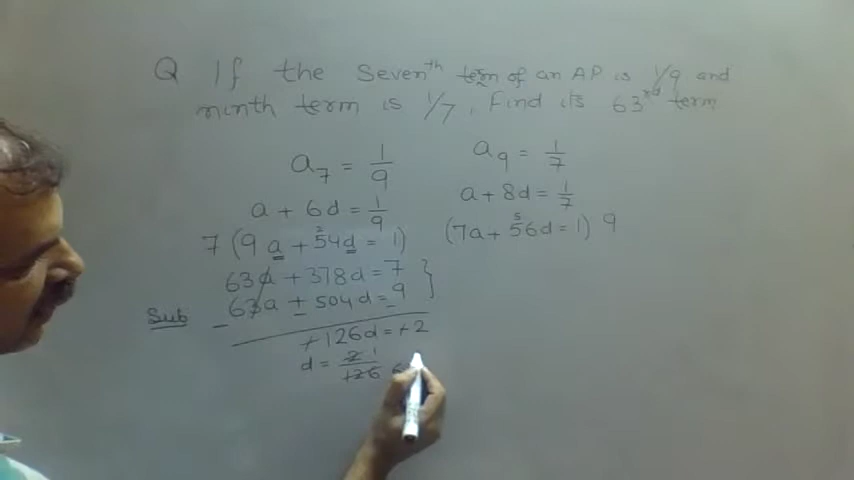 Q If the Seventh term of an AP is 1/9 and
ninth term is 1/7, Find its 63rd term
a7 = 1/9
a9 = 1/7
a + 6d = 1/9
a + 8d = 1/7
7 (9a + 54d = 1)
(7a + 56d = 1) 9
63a + 378d = 7 }
Sub 63a + 504d = 9
- - -
+126d = +2
d = 2 1 / 126 6